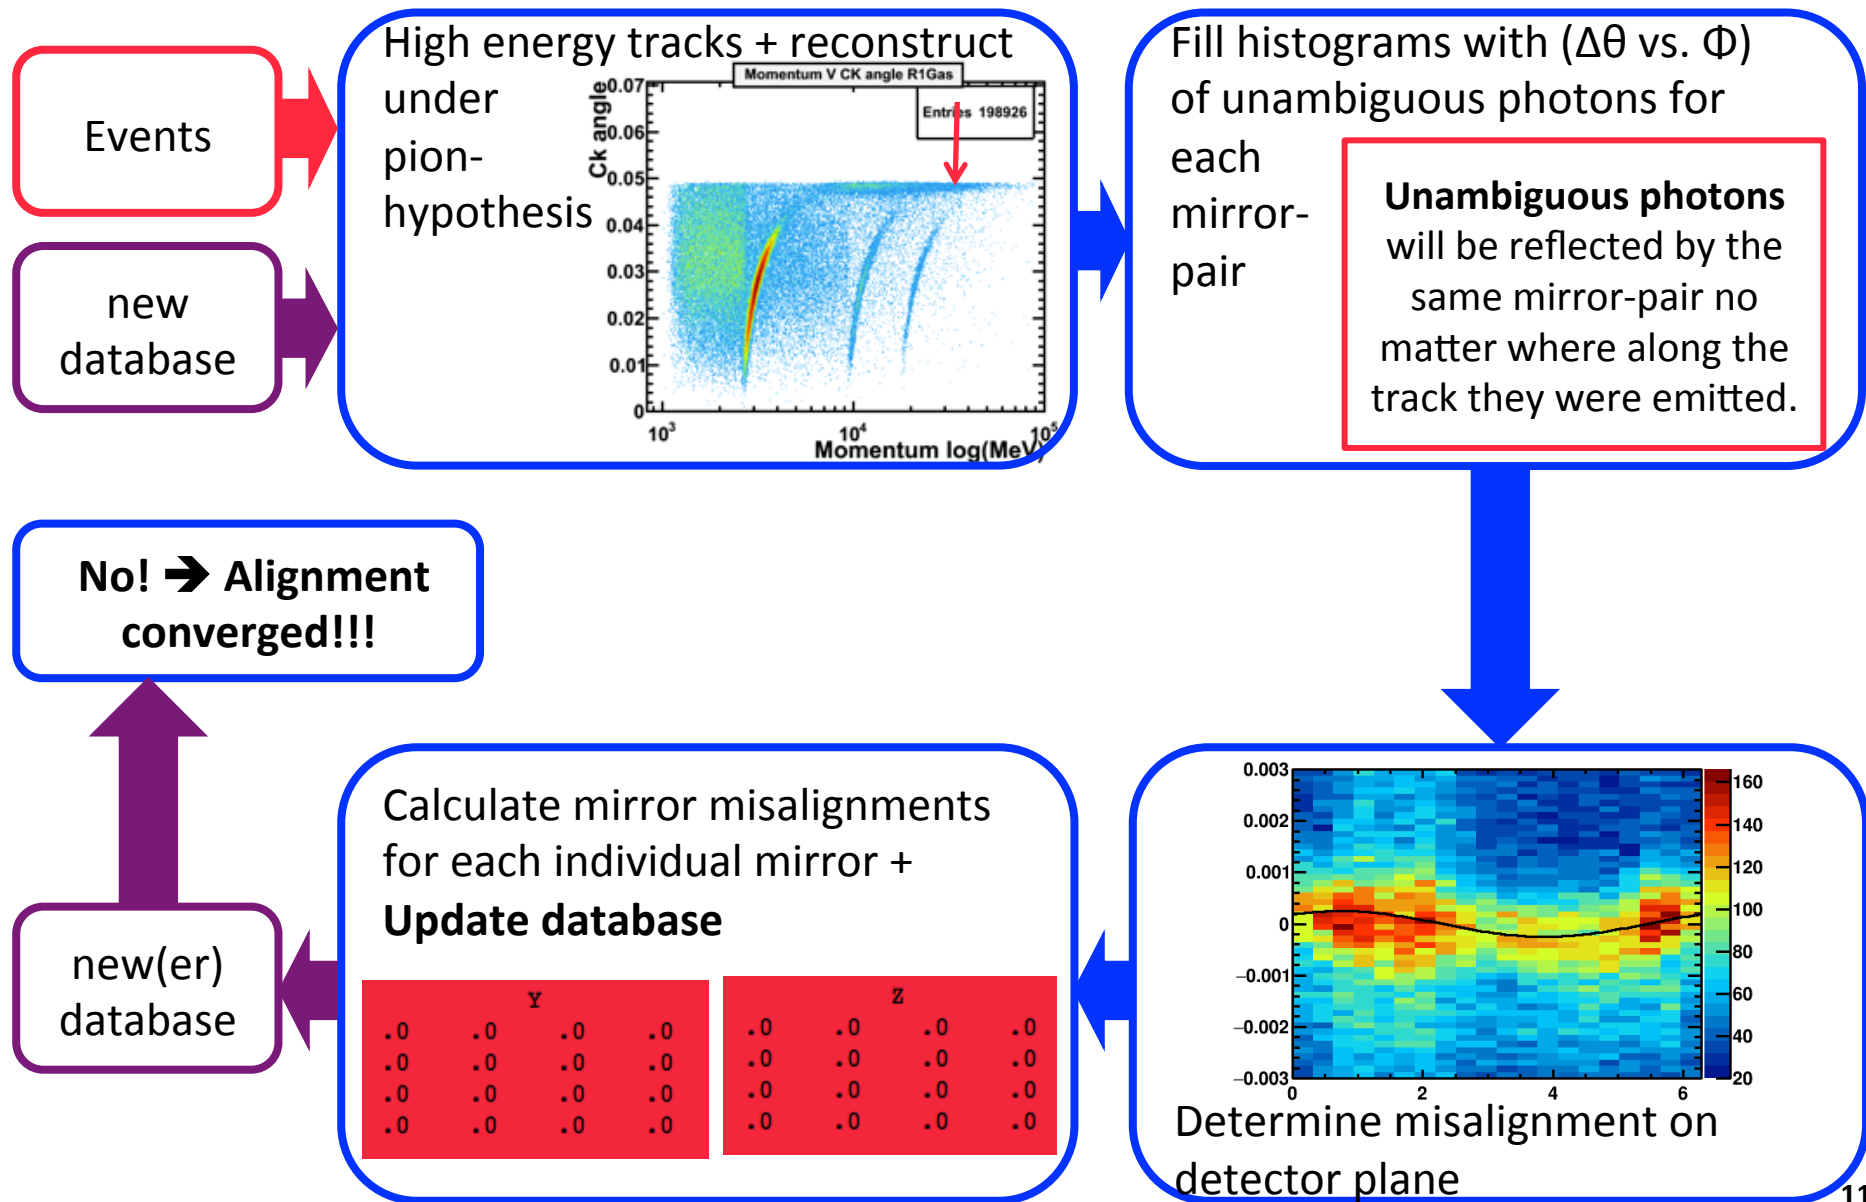 Events
new
database
High energy tracks + reconstruct
under
pion-
hypothesis
Momentum V CK angle R1Gas
Entries 198926
Ck angle
0.07
0.06
0.05
0.04
0.03
0.02
0.01
0
10³ 10⁴ 10⁵
Momentum log(MeV)
Fill histograms with (Δθ vs. Φ)
of unambiguous photons for
each
mirror-
pair
Unambiguous photons
will be reflected by the
same mirror-pair no
matter where along the
track they were emitted.
No! ➔ Alignment
converged!!!
new(er)
database
Calculate mirror misalignments
for each individual mirror +
Update database
Y
.0 .0 .0 .0
.0 .0 .0 .0
.0 .0 .0 .0
.0 .0 .0 .0
Z
.0 .0 .0 .0
.0 .0 .0 .0
.0 .0 .0 .0
.0 .0 .0 .0
0.003
0.002
0.001
0
−0.001
−0.002
−0.003
0 2 4 6
160
140
120
100
80
60
40
20
Determine misalignment on
detector plane
11